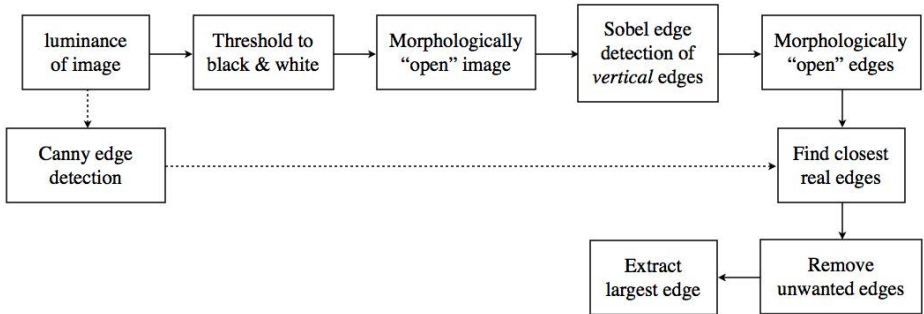 luminance
of image
Threshold to
black & white
Morphologically
“open” image
Sobel edge
detection of
vertical edges
Morphologically
“open” edges
Canny edge
detection
Find closest
real edges
Extract
largest edge
Remove
unwanted edges